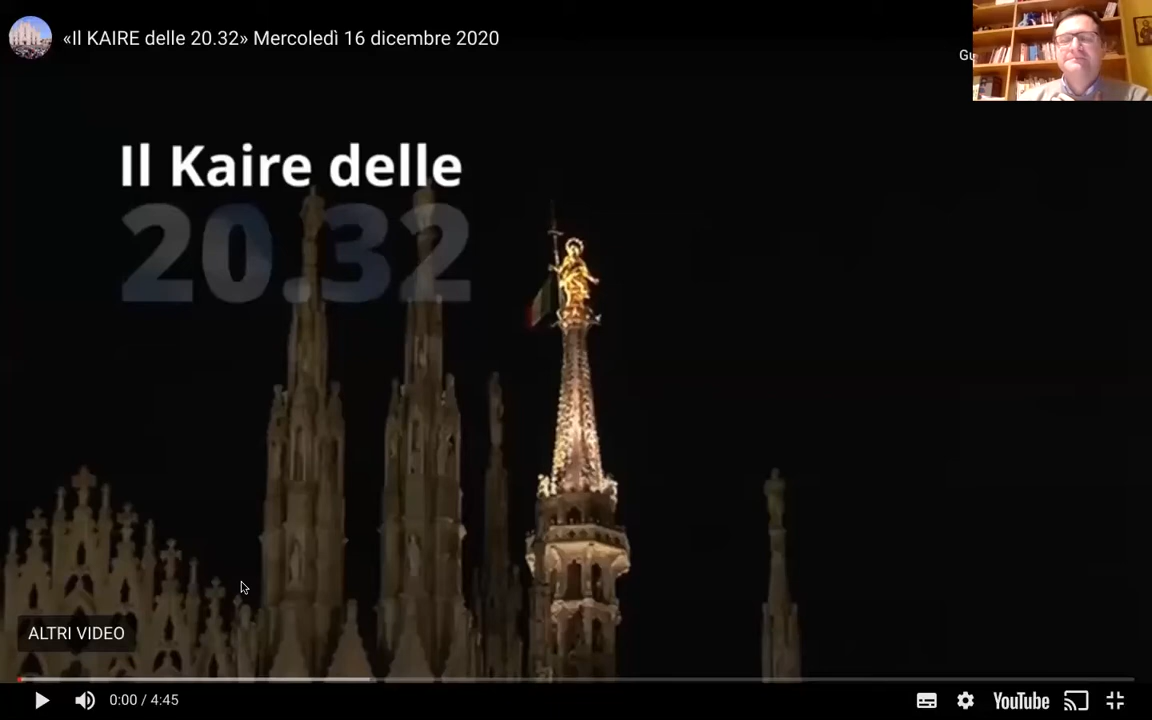 «Il KAIRE delle 20.32» Mercoledì 16 dicembre 2020
Gu
Il Kaire delle
20.32
ALTRI VIDEO
0:00 / 4:45
YouTube